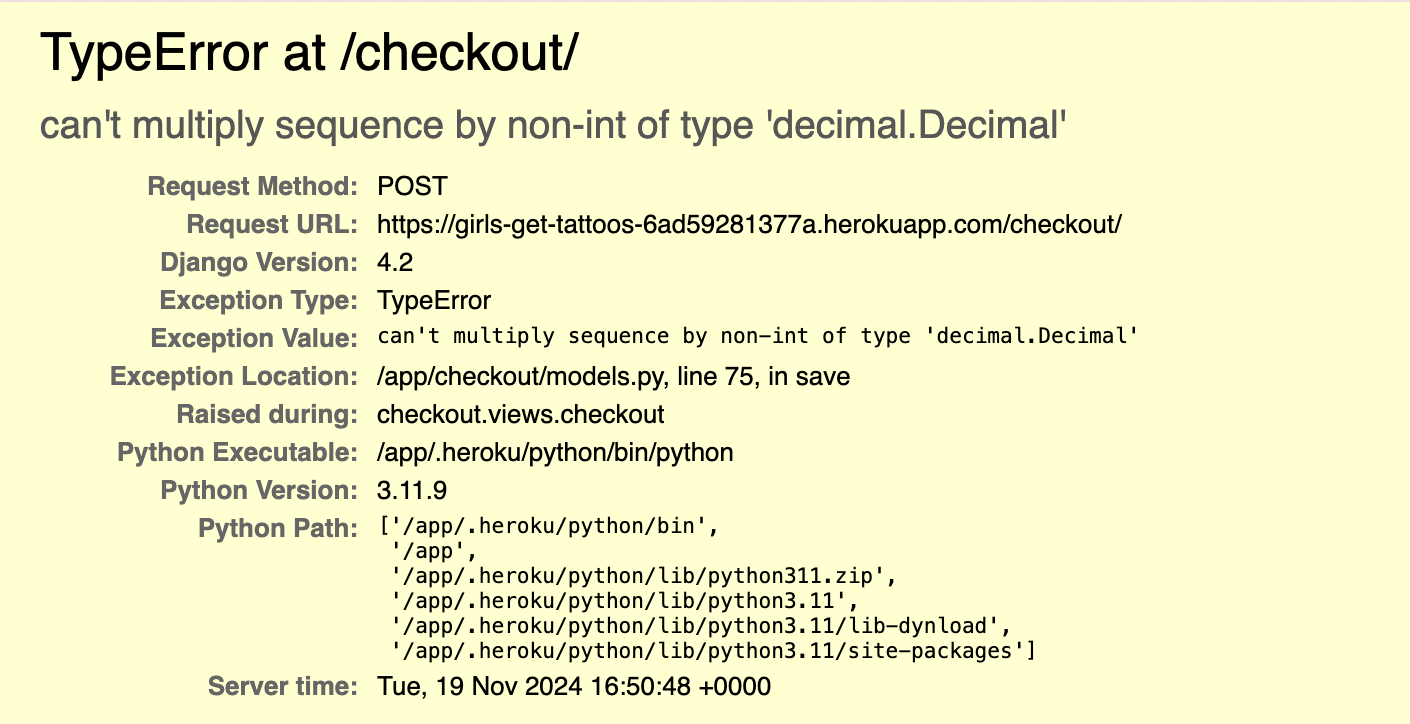 TypeError at /checkout/
can't multiply sequence by non-int of type 'decimal.Decimal'
Request Method: POST
Request URL: https://girls-get-tattoos-6ad59281377a.herokuapp.com/checkout/
Django Version: 4.2
Exception Type: TypeError
Exception Value: can't multiply sequence by non-int of type 'decimal.Decimal'
Exception Location: /app/checkout/models.py, line 75, in save
Raised during: checkout.views.checkout
Python Executable: /app/.heroku/python/bin/python
Python Version: 3.11.9
Python Path: ['/app/.heroku/python/bin',
'/app',
'/app/.heroku/python/lib/python311.zip',
'/app/.heroku/python/lib/python3.11',
'/app/.heroku/python/lib/python3.11/lib-dynload',
'/app/.heroku/python/lib/python3.11/site-packages']
Server time: Tue, 19 Nov 2024 16:50:48 +0000